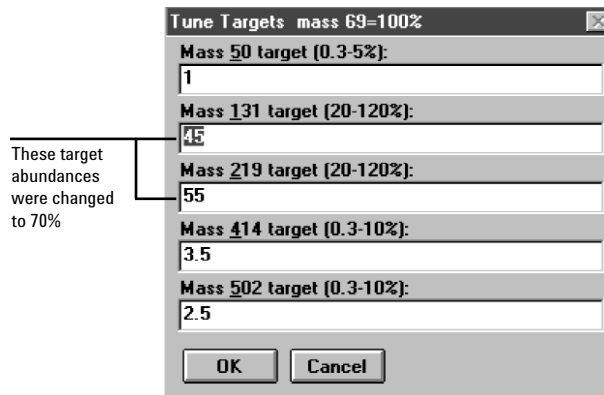 Tune Targets mass 69=100%
Mass 50 target (0.3-5%):
1
Mass 131 target (20-120%):
45
Mass 219 target (20-120%):
55
Mass 414 target (0.3-10%):
3.5
Mass 502 target (0.3-10%):
2.5
OK Cancel
These target
abundances
were changed
to 70%